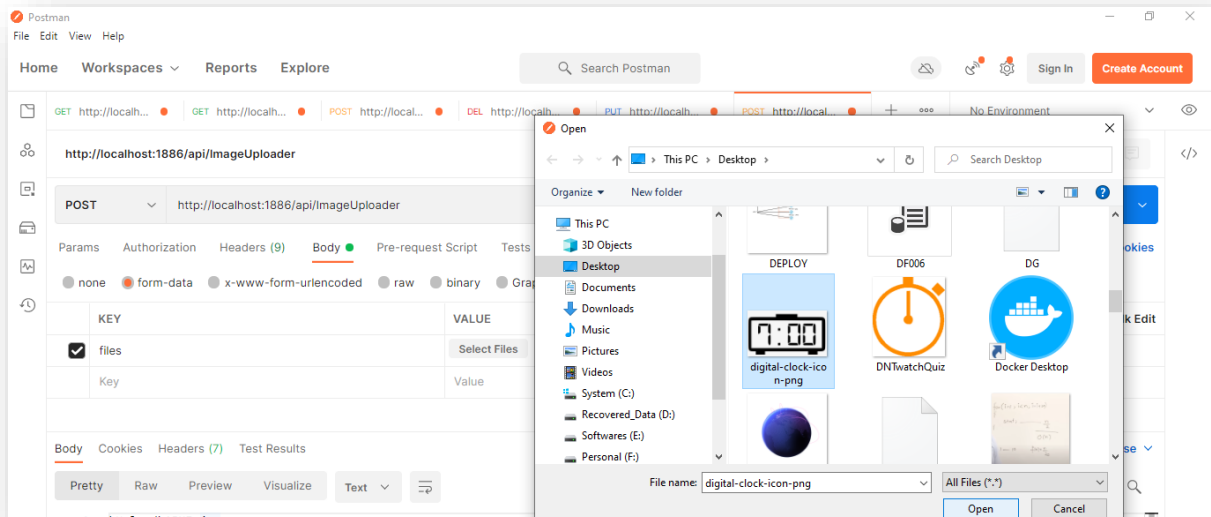 Postman
File Edit View Help
Home Workspaces Reports Explore
Search Postman
Sign In
Create Account
GET http://localh...
GET http://localh...
POST http://local...
DEL http://localh...
PUT http://localh...
POST http://local...
No Environment
http://localhost:1886/api/ImageUploader
POST http://localhost:1886/api/ImageUploader
Params Authorization Headers (9) Body Pre-request Script Tests
ookies
none form-data x-www-form-urlencoded raw binary Grap
KEY VALUE
k Edit
files Select Files
Key Value
Body Cookies Headers (7) Test Results
se
Pretty Raw Preview Visualize Text
Open
This PC > Desktop >
Search Desktop
Organize New folder
This PC
3D Objects
Desktop
Documents
Downloads
Music
Pictures
Videos
System (C:)
Recovered_Data (D:)
Softwares (E:)
Personal (F:)
DEPLOY
DF006
DG
7:00
digital-clock-ico
n-png
DNTwatchQuiz
Docker Desktop
File name: digital-clock-icon-png
All Files (*.*)
Open Cancel